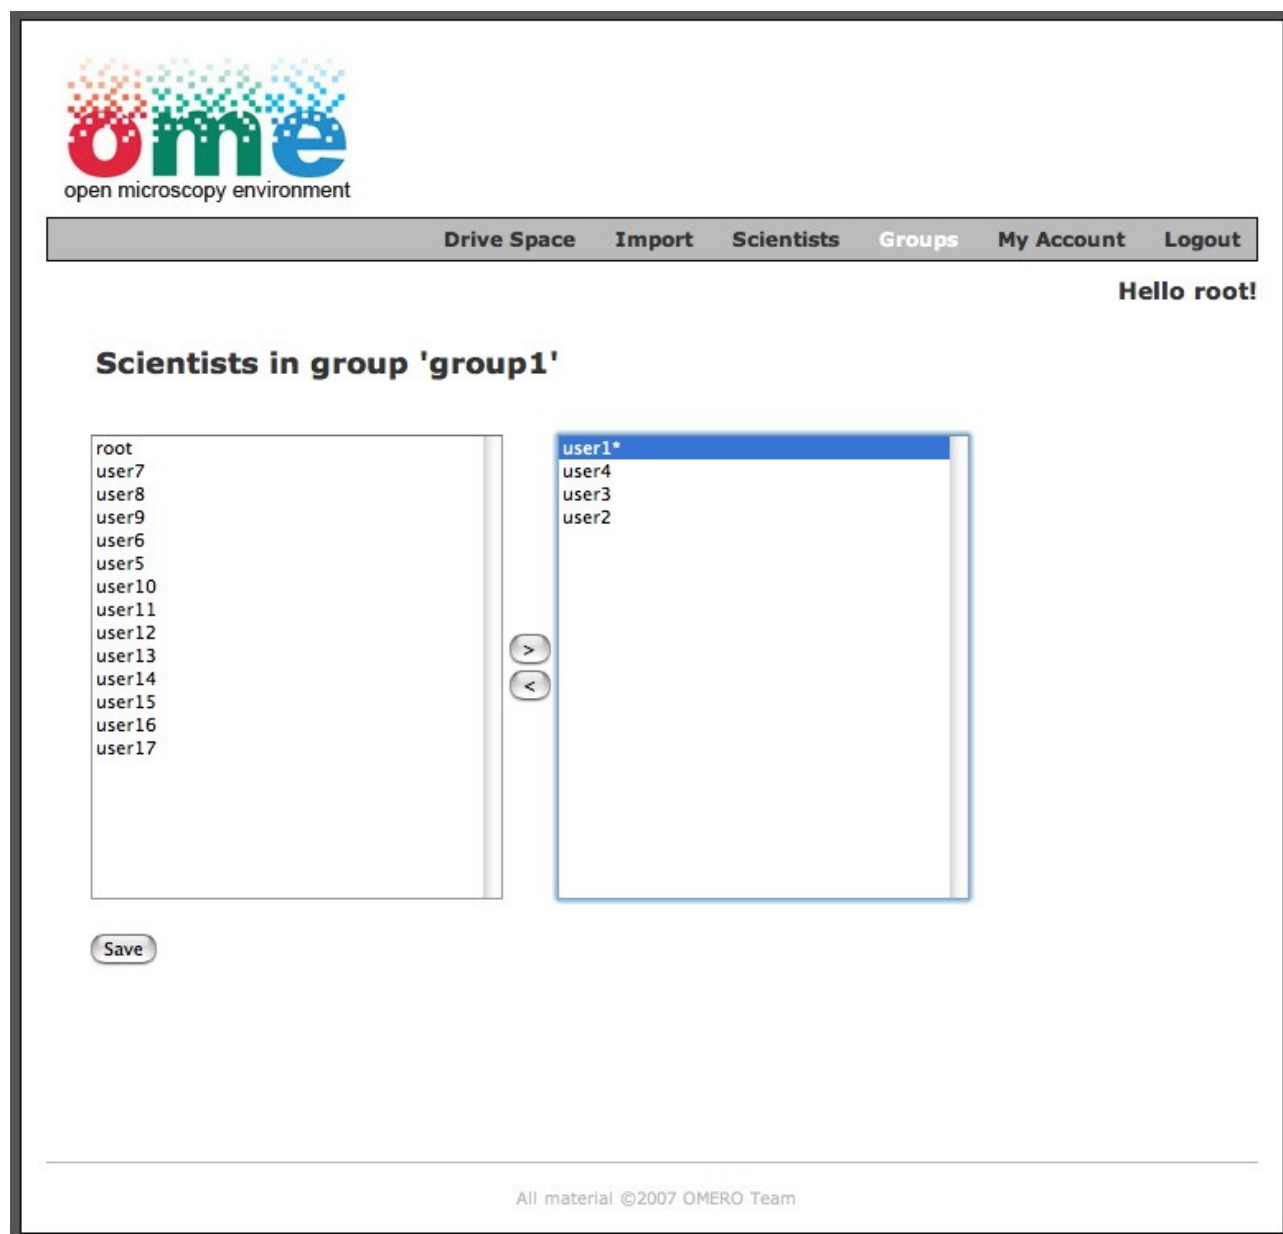 ome
open microscopy environment
Drive Space Import Scientists Groups My Account Logout
Hello root!
Scientists in group 'group1'
root
user7
user8
user9
user6
user5
user10
user11
user12
user13
user14
user15
user16
user17
>
<
user1*
user4
user3
user2
Save
All material ©2007 OMERO Team